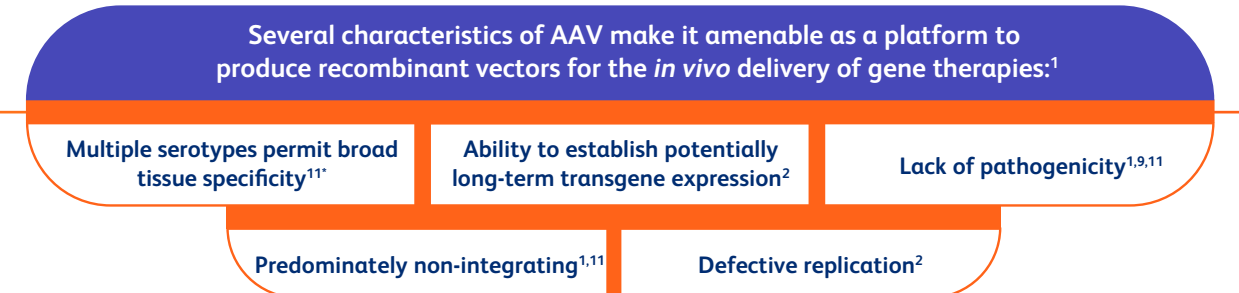 Several characteristics of AAV make it amenable as a platform to
produce recombinant vectors for the in vivo delivery of gene therapies:1
Multiple serotypes permit broad
tissue specificity11*
Ability to establish potentially
long-term transgene expression2
Lack of pathogenicity1,9,11
Predominately non-integrating1,11
Defective replication2